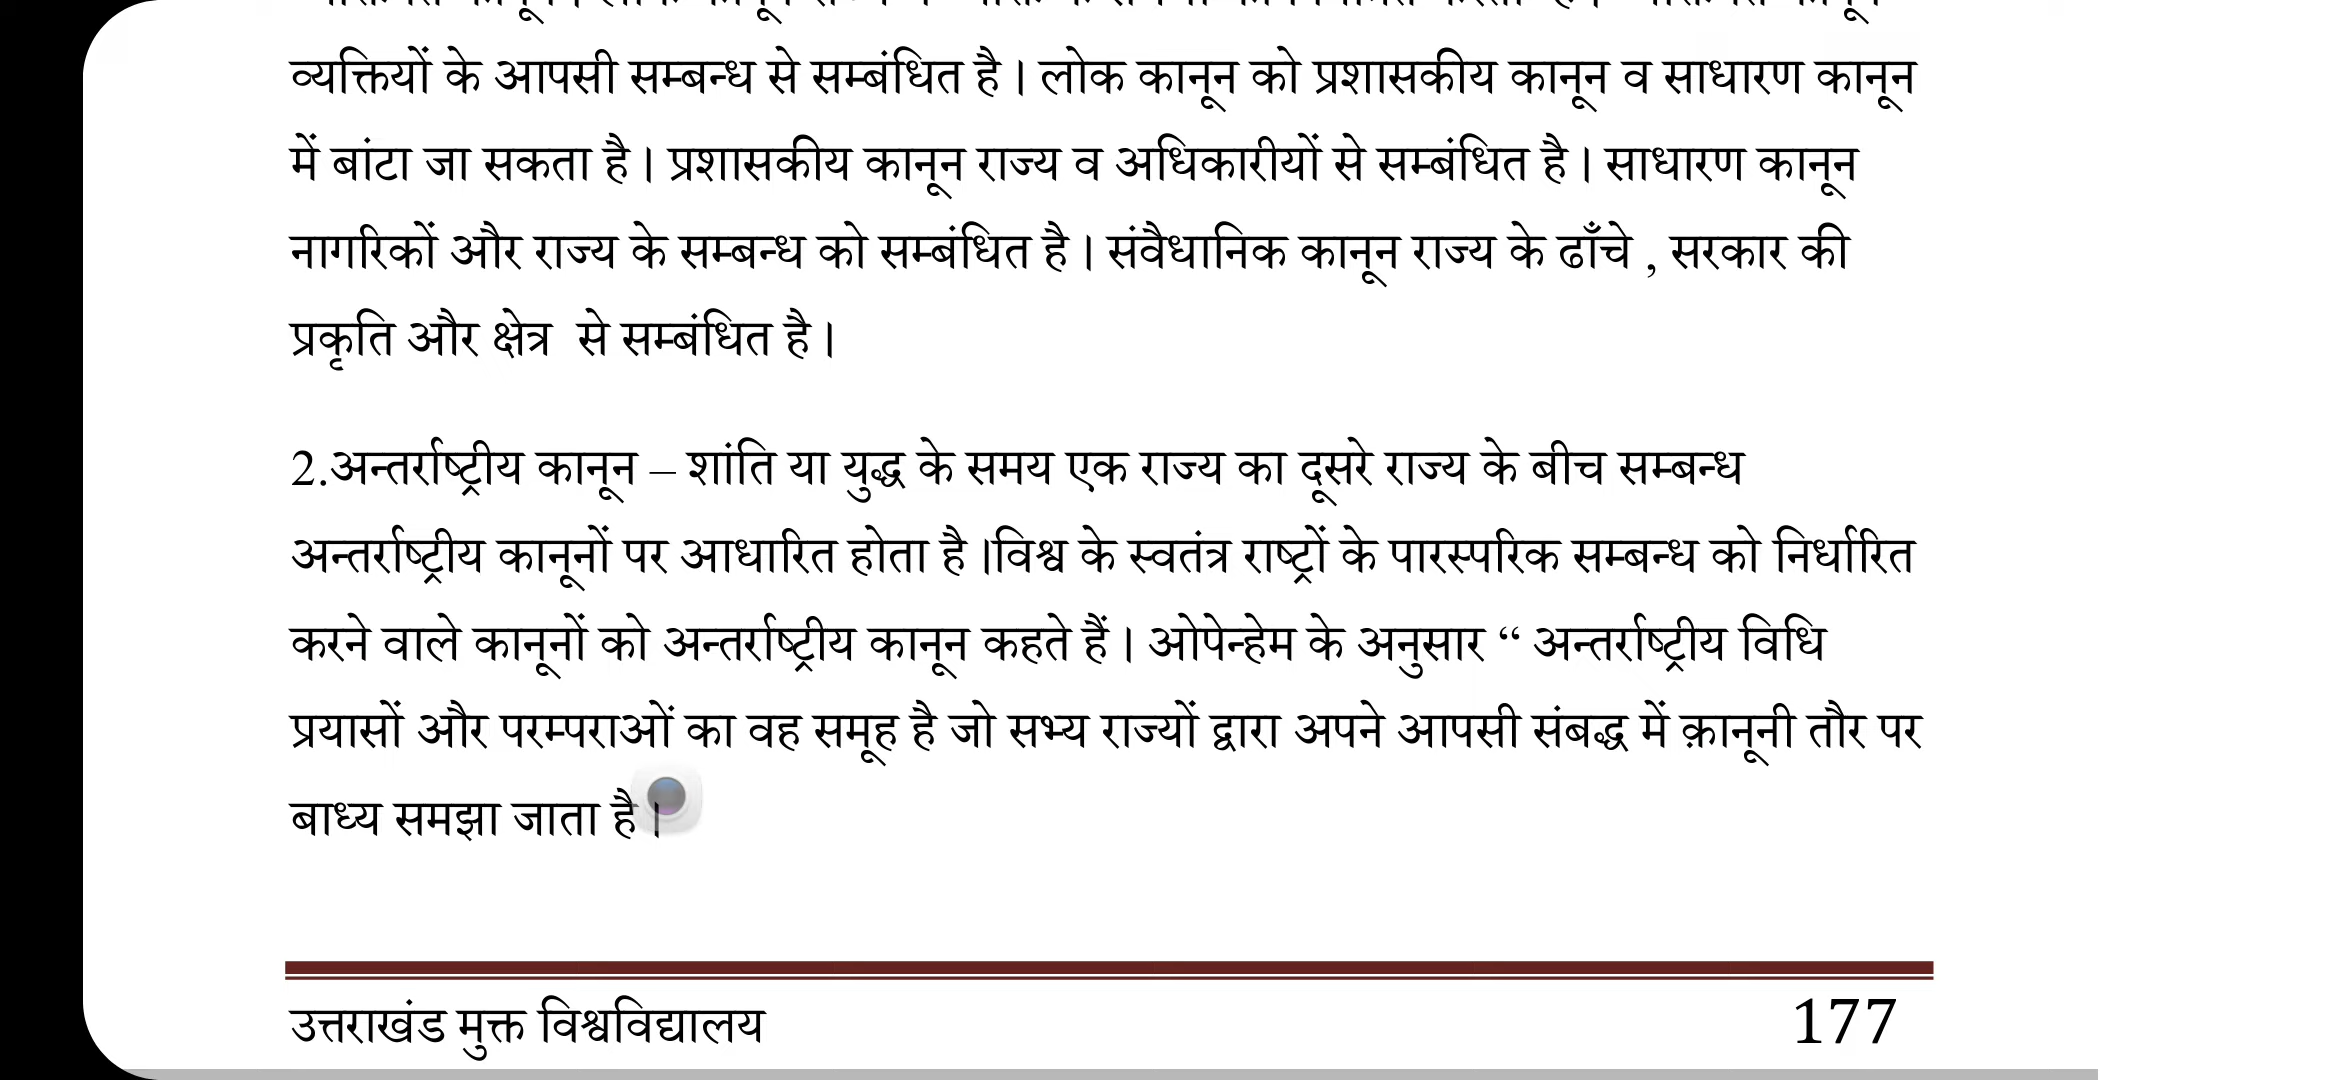 व्यक्तियों के आपसी सम्बन्ध से सम्बंधित है। लोक कानून को प्रशासकीय कानून व साधारण कानून
में बांटा जा सकता है। प्रशासकीय कानून राज्य व अधिकारीयों से सम्बंधित है। साधारण कानून
नागरिकों और राज्य के सम्बन्ध को सम्बंधित है। संवैधानिक कानून राज्य के ढाँचे , सरकार की
प्रकृति और क्षेत्र से सम्बंधित है।
2.अन्तर्राष्ट्रीय कानून – शांति या युद्ध के समय एक राज्य का दूसरे राज्य के बीच सम्बन्ध
अन्तर्राष्ट्रीय कानूनों पर आधारित होता है ।विश्व के स्वतंत्र राष्ट्रों के पारस्परिक सम्बन्ध को निर्धारित
करने वाले कानूनों को अन्तर्राष्ट्रीय कानून कहते हैं। ओपेन्हेम के अनुसार “ अन्तर्राष्ट्रीय विधि
प्रयासों और परम्पराओं का वह समूह है जो सभ्य राज्यों द्वारा अपने आपसी संबद्ध में क़ानूनी तौर पर
बाध्य समझा जाता है ।
उत्तराखंड मुक्त विश्वविद्यालय 177